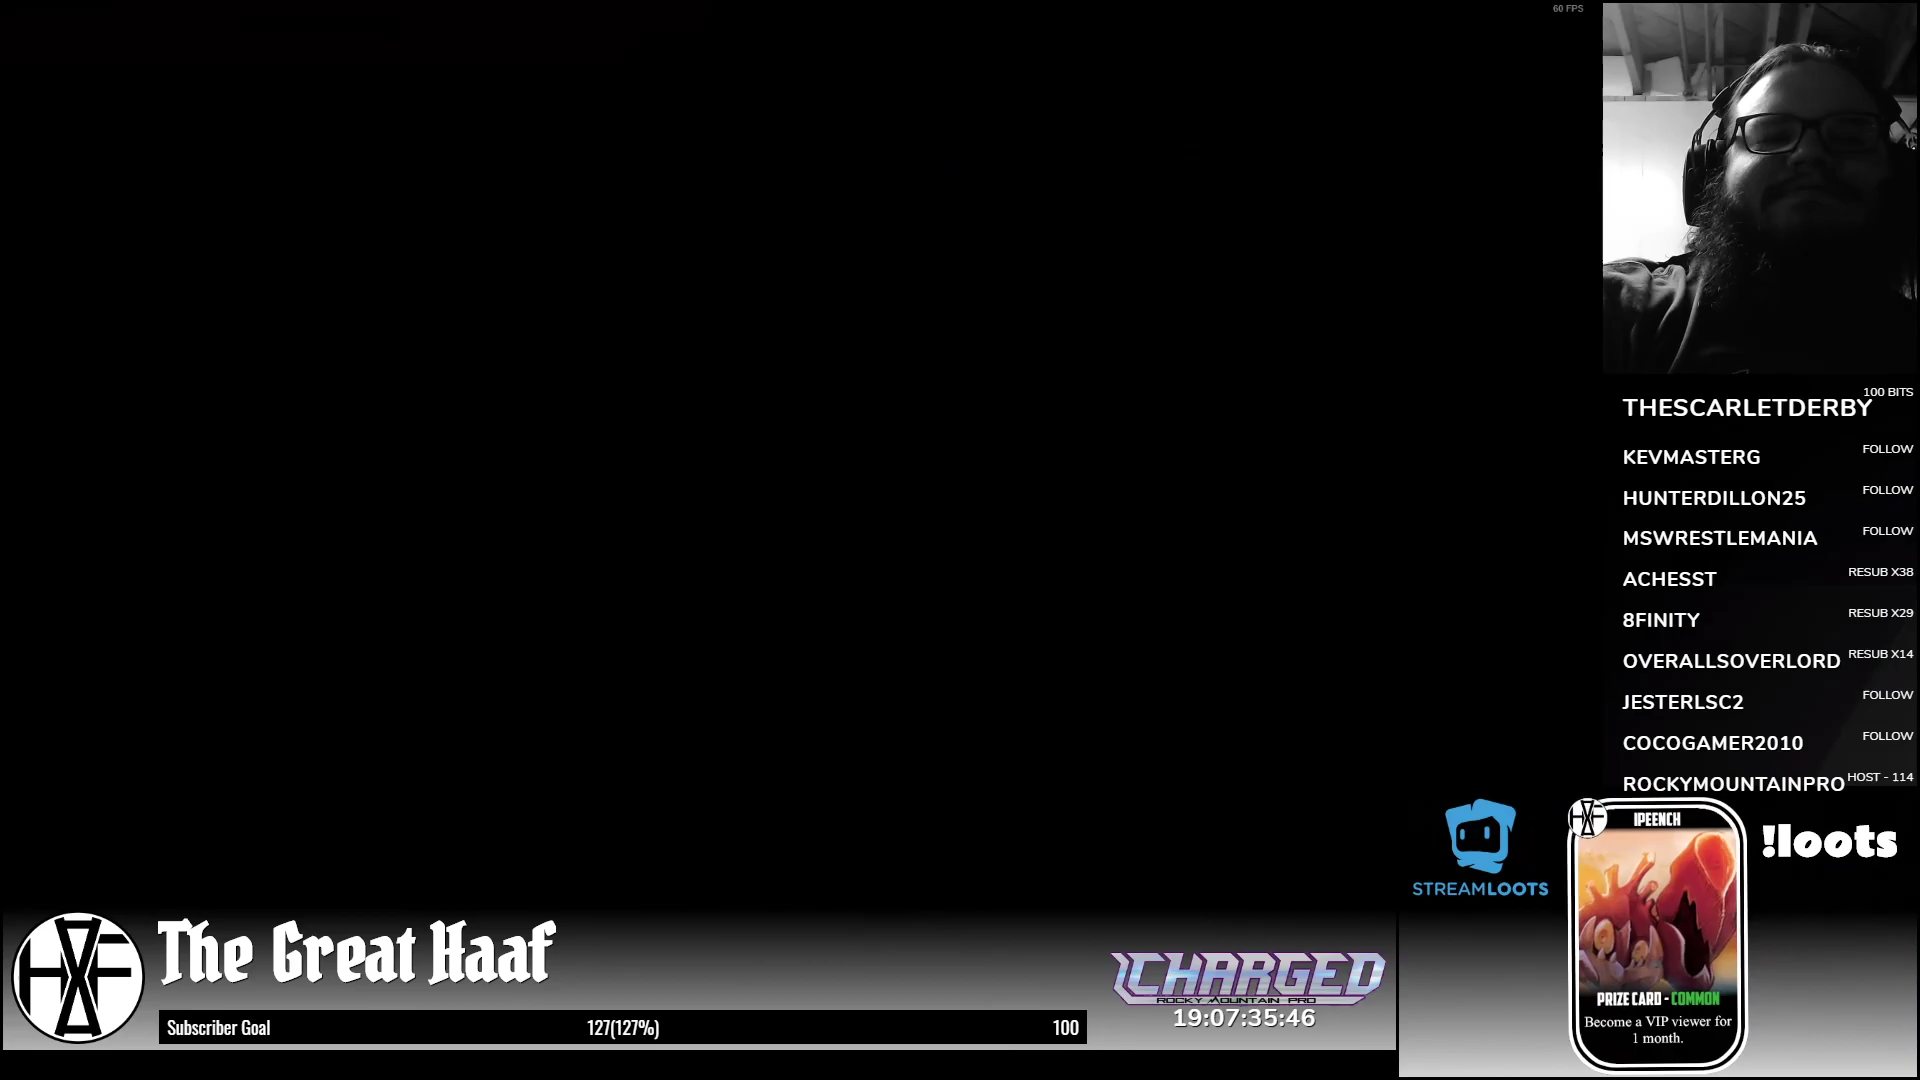 60 FPS
100 BITS
THESCARLETDERBY
KEVMASTERG FOLLOW
HUNTERDILLON25 FOLLOW
MSWRESTLEMANIA FOLLOW
ACHESST RESUB X38
8FINITY RESUB X29
OVERALLSOVERLORD RESUB X14
JESTERLSC2 FOLLOW
COCOGAMER2010 FOLLOW
ROCKYMOUNTAINPRO HOST - 114
STREAMLOOTS
IPEENCH
!loots
PRIZE CARD - COMMON
Become a VIP viewer for
1 month.
HF
The Great Haaf
Subscriber Goal 127(127%) 100
CHARGED
ROCKY MOUNTAIN PRO
19:07:35:46